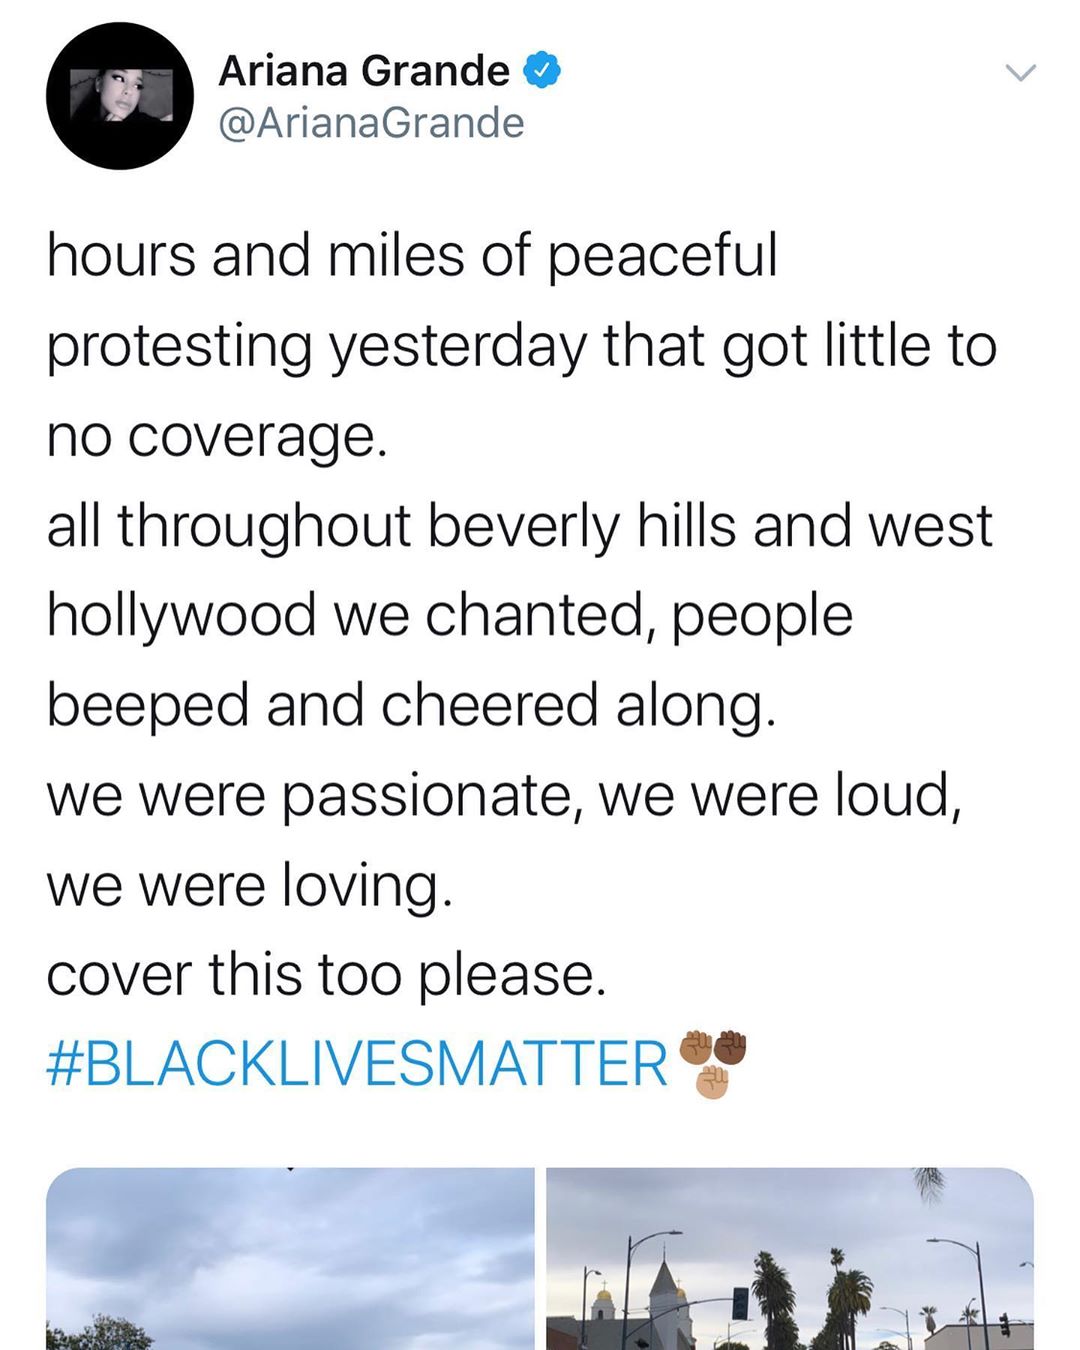 Ariana Grande
@ArianaGrande
hours and miles of peaceful
protesting yesterday that got little to
no coverage.
all throughout beverly hills and west
hollywood we chanted, people
beeped and cheered along.
we were passionate, we were loud,
we were loving.
cover this too please.
#BLACKLIVESMATTER